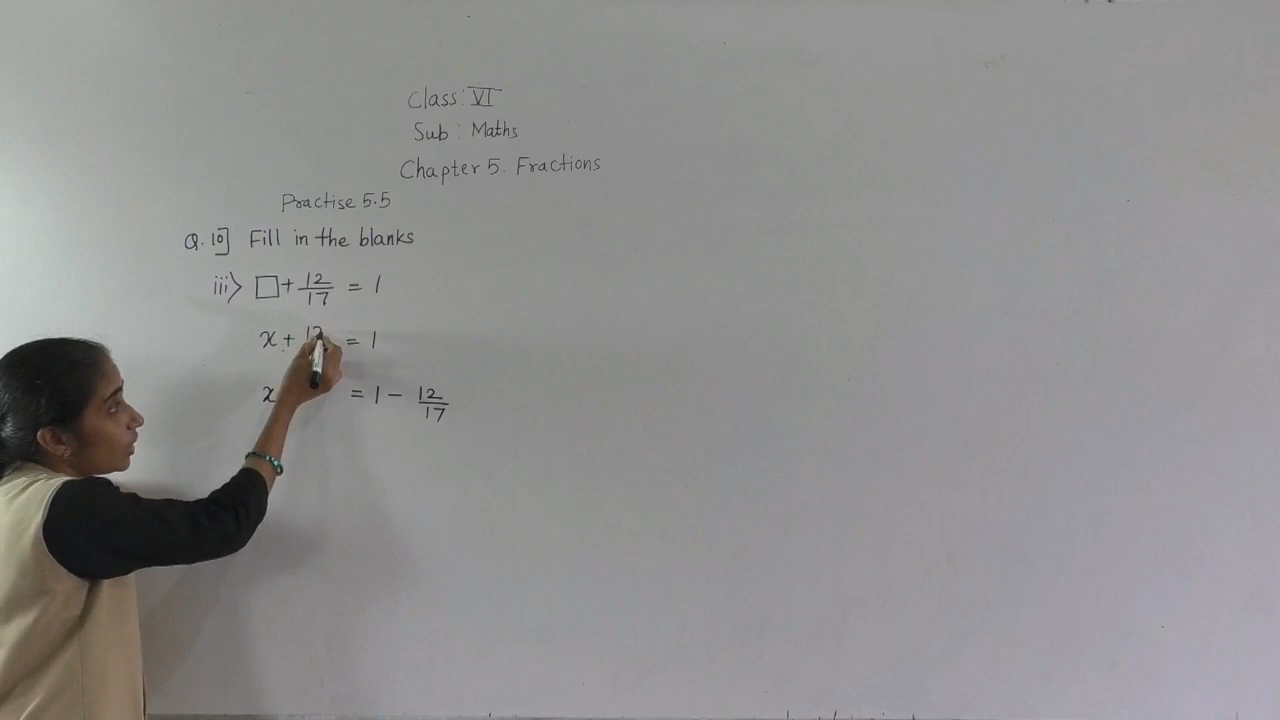 Class : VI
Sub : Maths
Chapter 5. Fractions
Practise 5.5
Q. 10] Fill in the blanks
iii> □ + 12/17 = 1
x + 12 = 1
x = 1 - 12/17